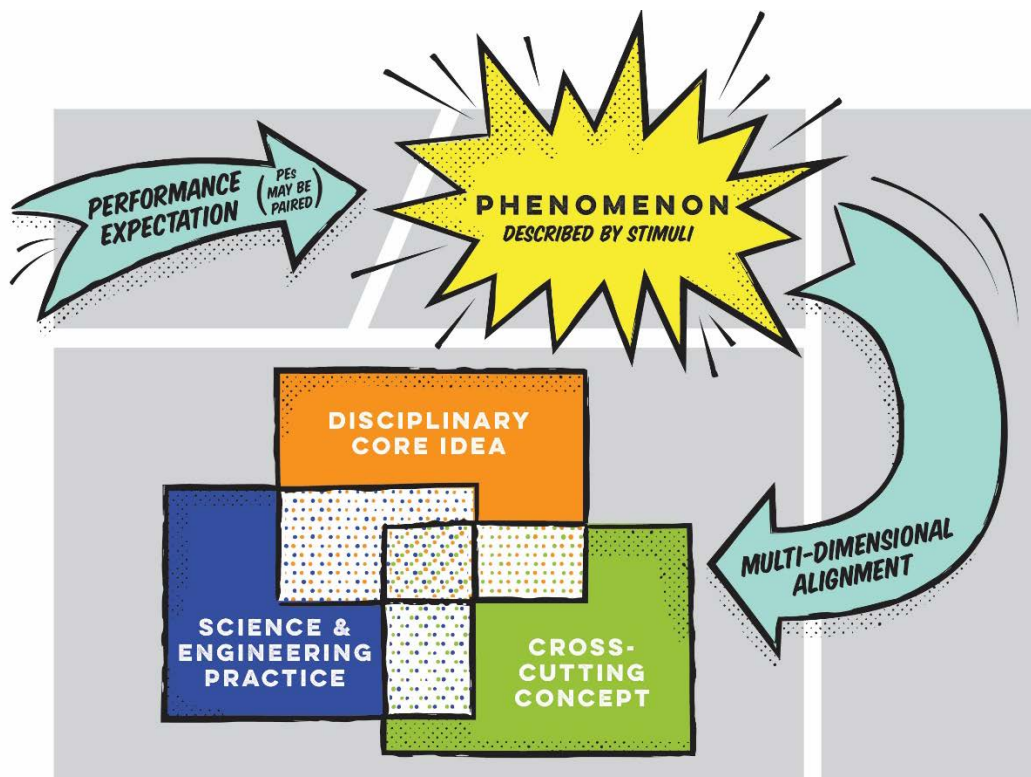 PERFORMANCE
EXPECTATION
(PEs
MAY BE
PAIRED)
PHENOMENON
DESCRIBED BY STIMULI
MULTI-DIMENSIONAL
ALIGNMENT
DISCIPLINARY
CORE IDEA
SCIENCE &
ENGINEERING
PRACTICE
CROSS-
CUTTING
CONCEPT